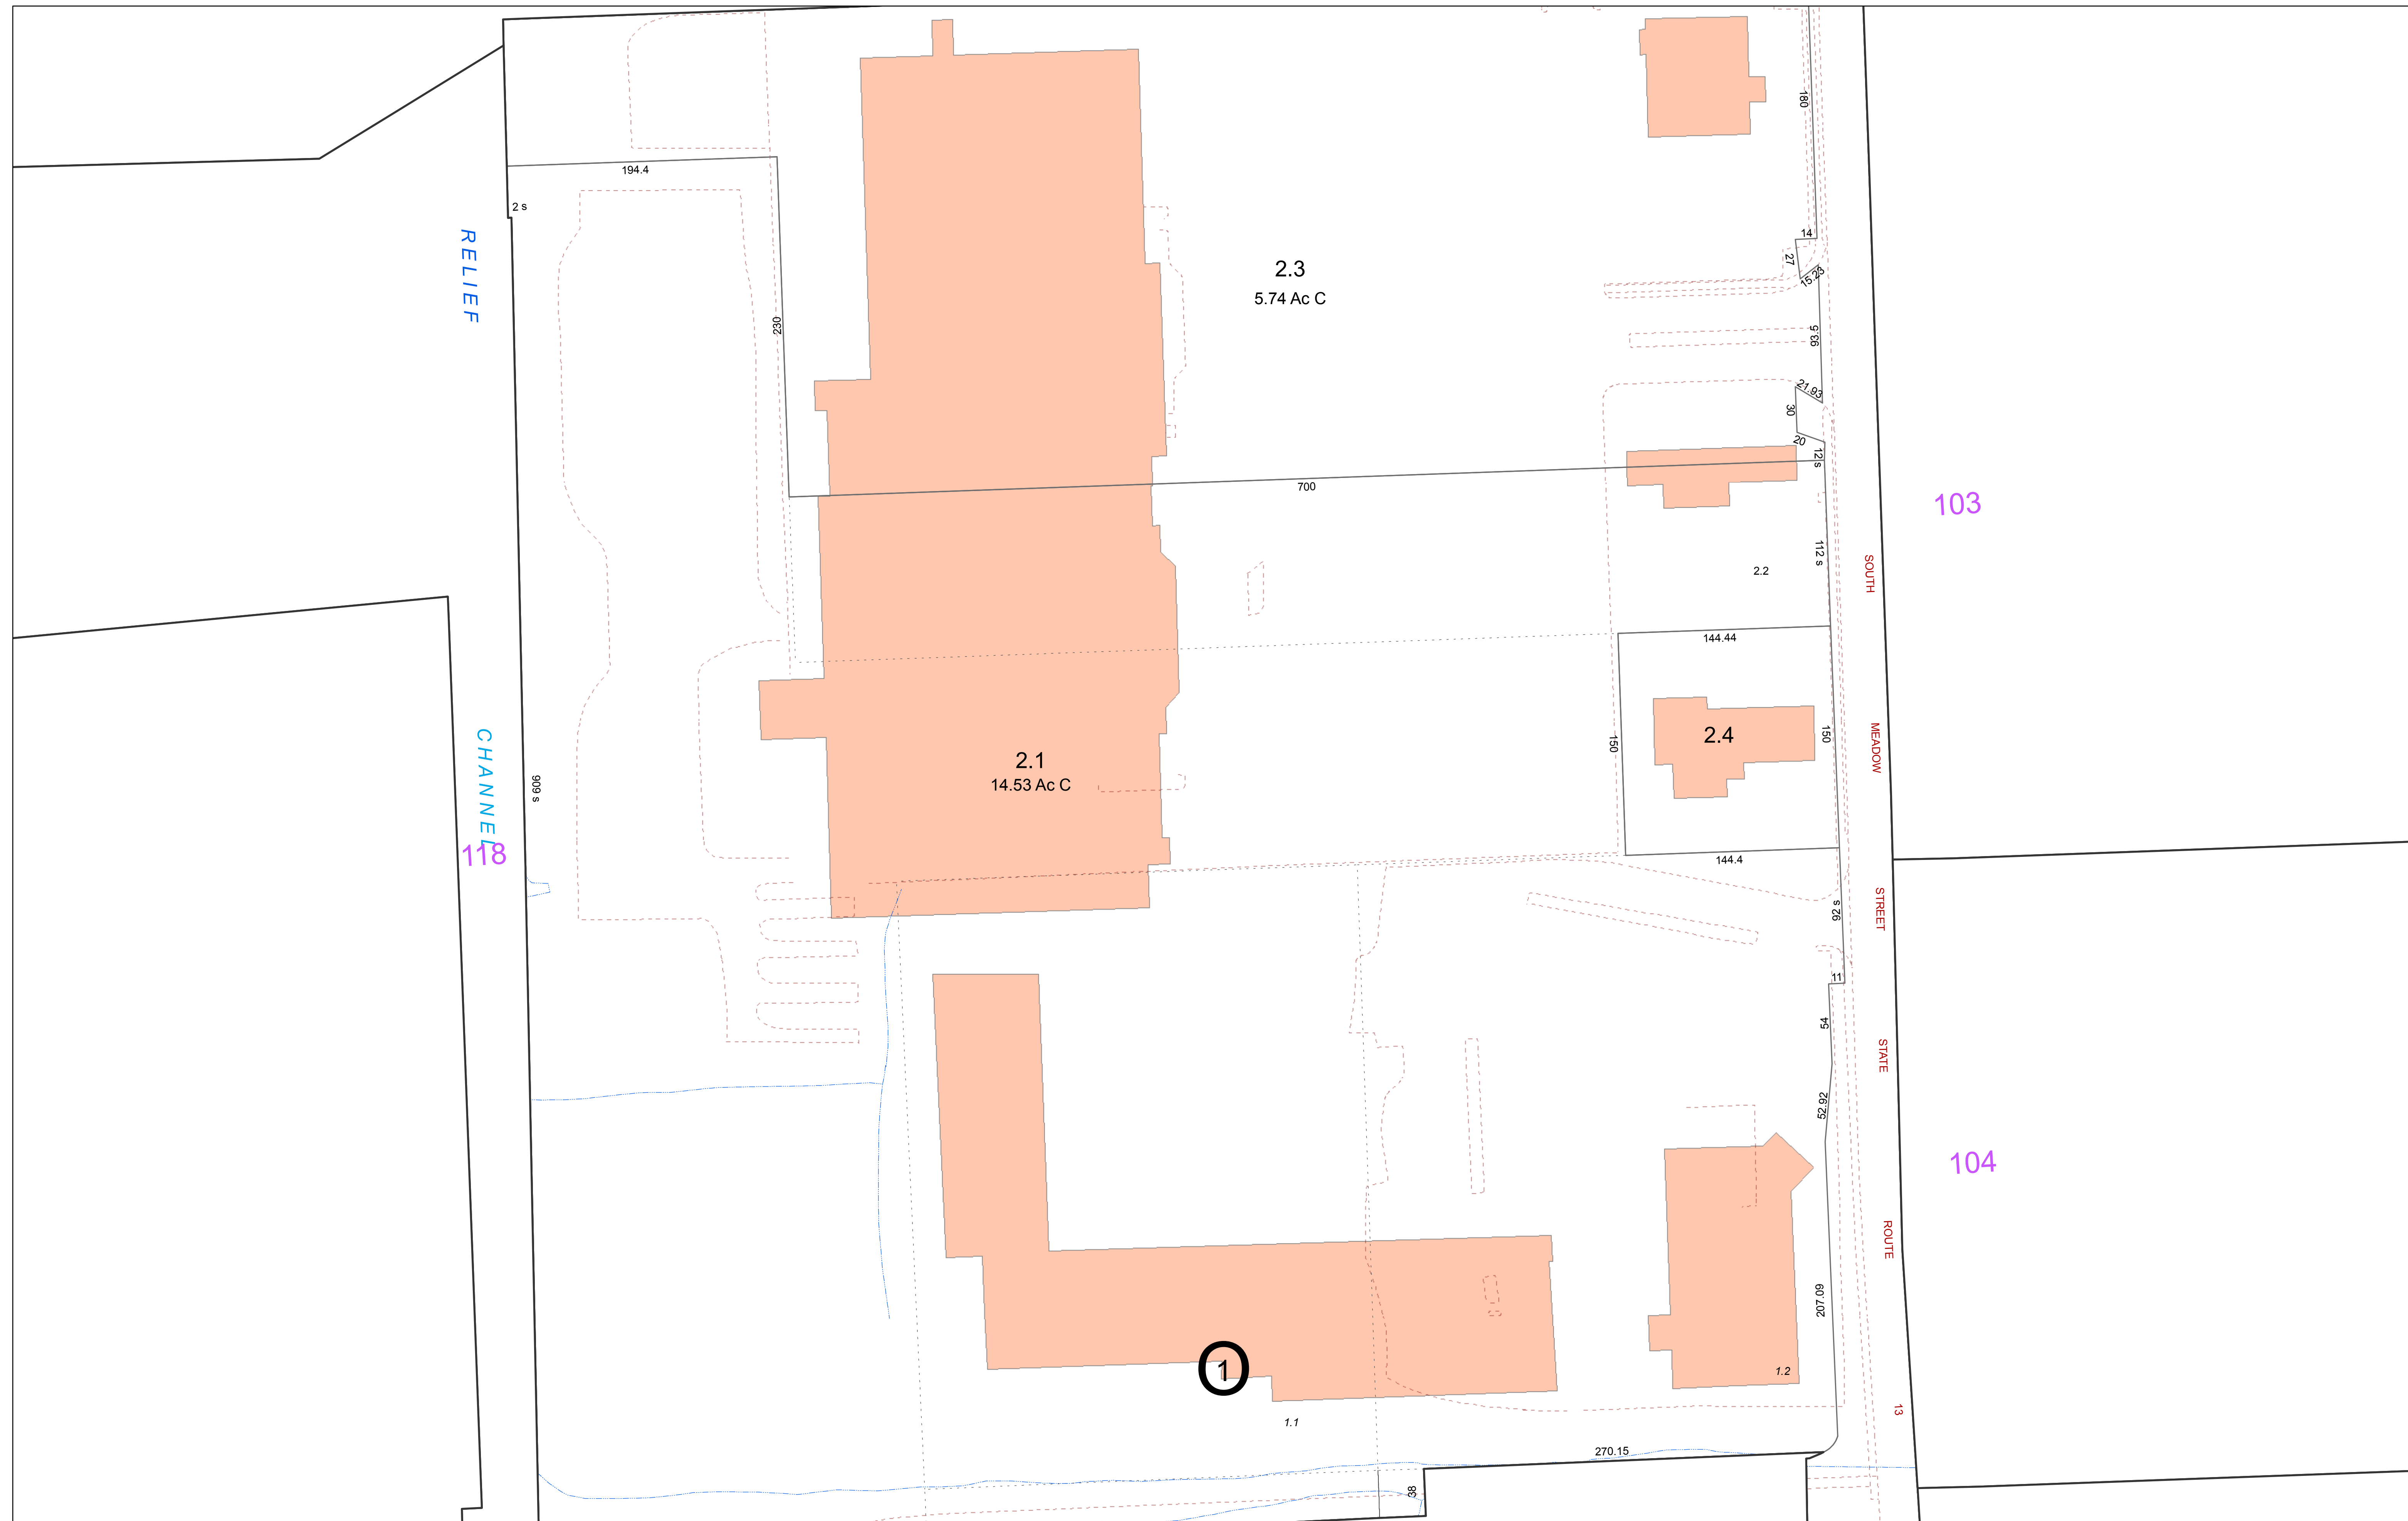 180
194.4
2 s
RELIEF
14
27
15.23
2.3
5.74 Ac C
230
93.5
21.93
30
20
12 s
700
103
112 s
2.2
SOUTH
144.44
150
2.4
150
MEADOW
2.1
14.53 Ac C
CHANNEL
909 s
118
144.4
STREET
92 s
11
54
STATE
52.92
104
ROUTE
207.09
1
1.2
13
1.1
270.15
38